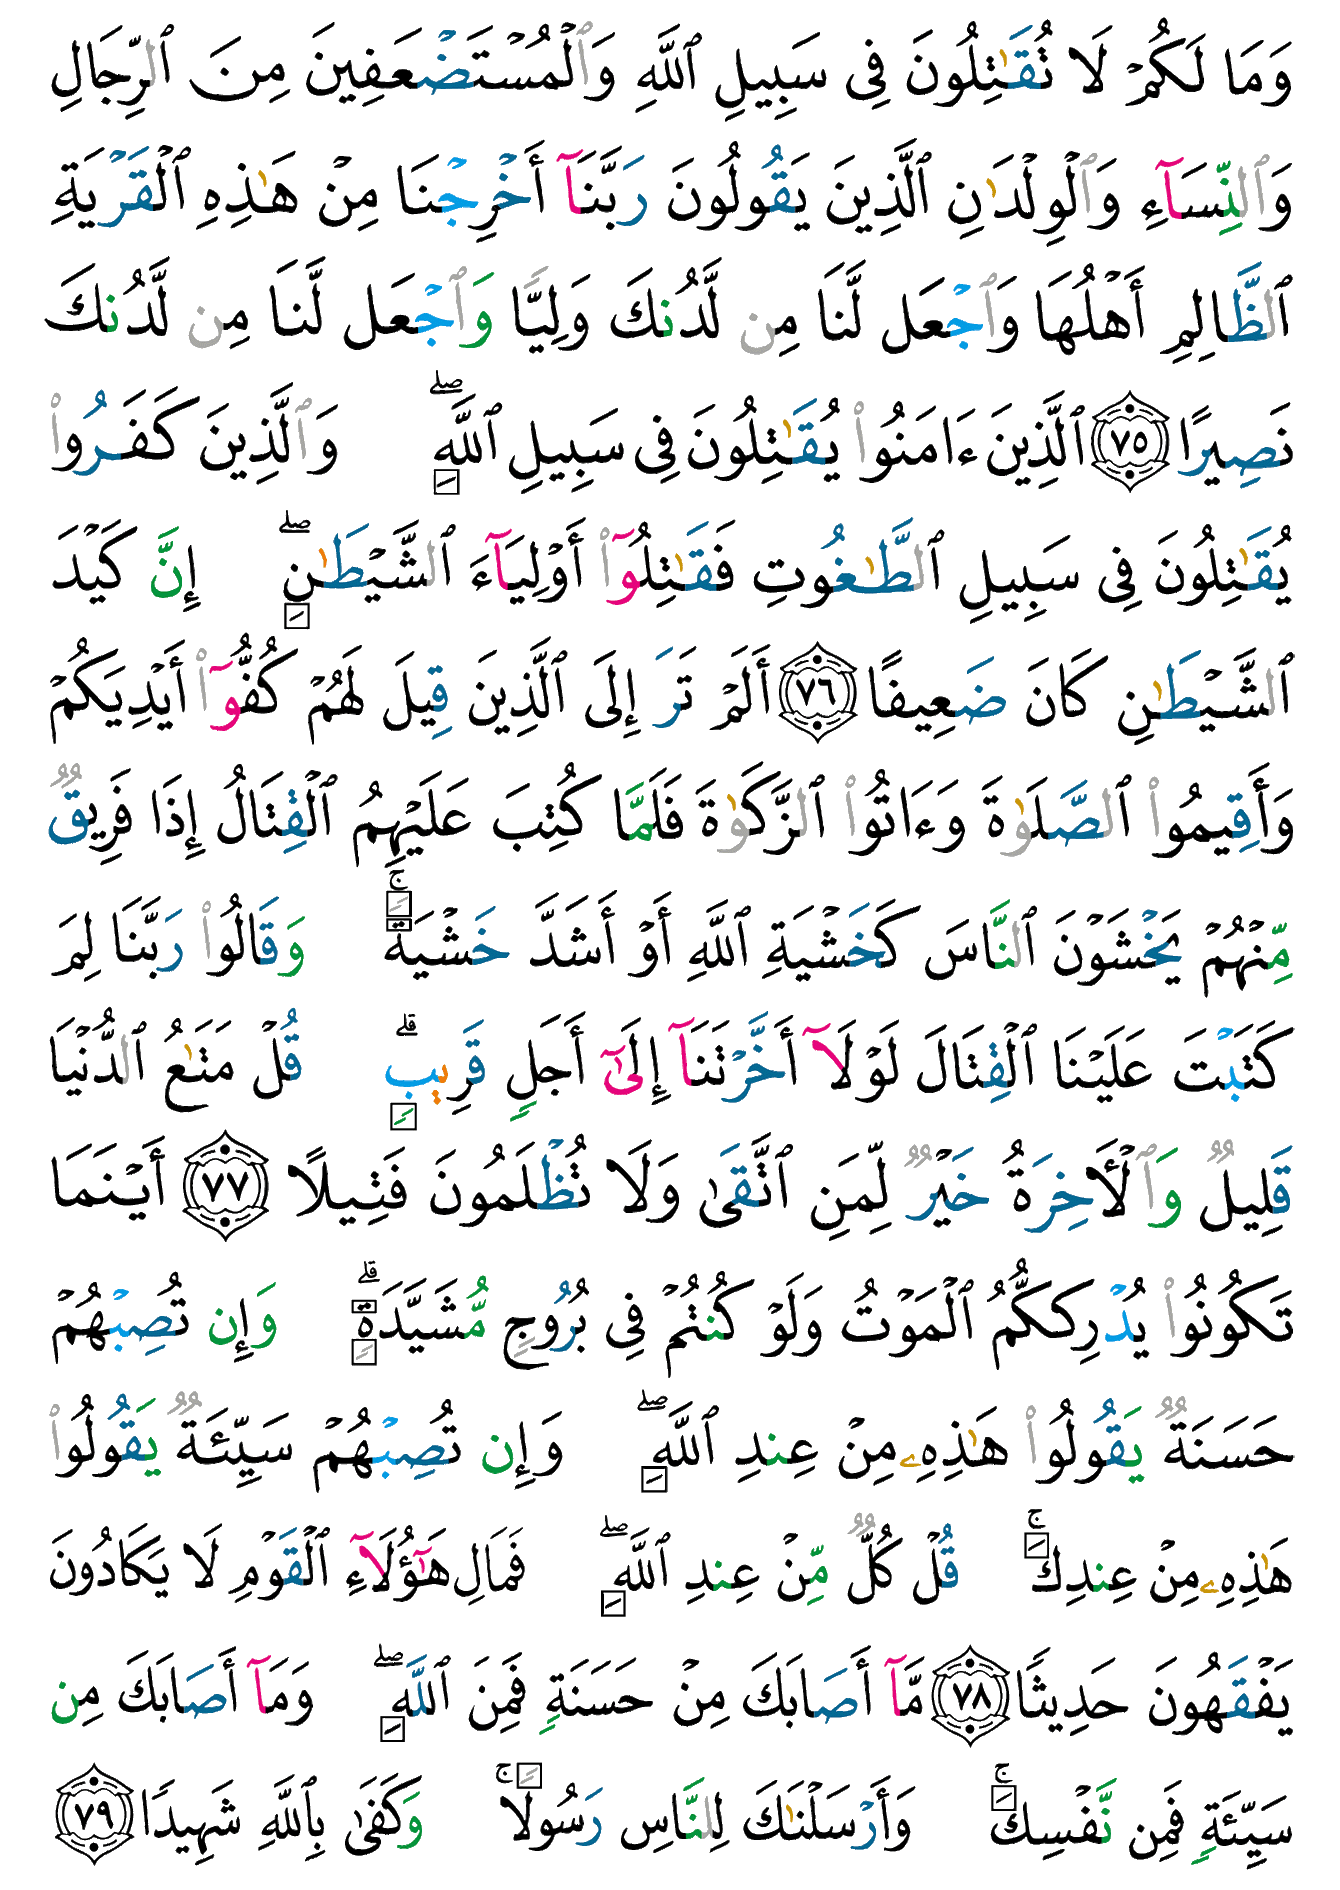 وَمَا لَكُمْ لَا تُقَـٰتِلُونَ فِى سَبِيلِ ٱللَّهِ وَٱلْمُسْتَضْعَفِينَ مِنَ ٱلرِّجَالِ
وَٱلنِّسَآءِ وَٱلْوِلْدَٰنِ ٱلَّذِينَ يَقُولُونَ رَبَّنَآ أَخْرِجْنَا مِنْ هَـٰذِهِ ٱلْقَرْيَةِ
ٱلظَّالِمِ أَهْلُهَا وَٱجْعَل لَّنَا مِن لَّدُنكَ وَلِيًّا وَٱجْعَل لَّنَا مِن لَّدُنكَ
نَصِيرًا ٧٥ ٱلَّذِينَ ءَامَنُوا۟ يُقَـٰتِلُونَ فِى سَبِيلِ ٱللَّهِ ۖ وَٱلَّذِينَ كَفَرُوا۟
يُقَـٰتِلُونَ فِى سَبِيلِ ٱلطَّـٰغُوتِ فَقَـٰتِلُوٓا۟ أَوْلِيَآءَ ٱلشَّيْطَـٰنِ ۖ إِنَّ كَيْدَ
ٱلشَّيْطَـٰنِ كَانَ ضَعِيفًا ٧٦ أَلَمْ تَرَ إِلَى ٱلَّذِينَ قِيلَ لَهُمْ كُفُّوٓا۟ أَيْدِيَكُمْ
وَأَقِيمُوا۟ ٱلصَّلَوٰةَ وَءَاتُوا۟ ٱلزَّكَوٰةَ فَلَمَّا كُتِبَ عَلَيْهِمُ ٱلْقِتَالُ إِذَا فَرِيقٌ
مِّنْهُمْ يَخْشَوْنَ ٱلنَّاسَ كَخَشْيَةِ ٱللَّهِ أَوْ أَشَدَّ خَشْيَةً ۚ وَقَالُوا۟ رَبَّنَا لِمَ
كَتَبْتَ عَلَيْنَا ٱلْقِتَالَ لَوْلَآ أَخَّرْتَنَآ إِلَىٰٓ أَجَلٍ قَرِيبٍ ۗ قُلْ مَتَـٰعُ ٱلدُّنْيَا
قَلِيلٌ وَٱلْأَخِرَةُ خَيْرٌ لِّمَنِ ٱتَّقَىٰ وَلَا تُظْلَمُونَ فَتِيلًا ٧٧ أَيْنَمَا
تَكُونُوا۟ يُدْرِككُّمُ ٱلْمَوْتُ وَلَوْ كُنتُمْ فِى بُرُوجٍ مُّشَيَّدَةٍ ۗ وَإِن تُصِبْهُمْ
حَسَنَةٌ يَقُولُوا۟ هَـٰذِهِۦ مِنْ عِندِ ٱللَّهِ ۖ وَإِن تُصِبْهُمْ سَيِّئَةٌ يَقُولُوا۟
هَـٰذِهِۦ مِنْ عِندِكَ ۚ قُلْ كُلٌّ مِّنْ عِندِ ٱللَّهِ ۖ فَمَالِ هَـٰٓؤُلَآءِ ٱلْقَوْمِ لَا يَكَادُونَ
يَفْقَهُونَ حَدِيثًا ٧٨ مَّآ أَصَابَكَ مِنْ حَسَنَةٍ فَمِنَ ٱللَّهِ ۖ وَمَآ أَصَابَكَ مِن
سَيِّئَةٍ فَمِن نَّفْسِكَ ۚ وَأَرْسَلْنَـٰكَ لِلنَّاسِ رَسُولًا ۚ وَكَفَىٰ بِٱللَّهِ شَهِيدًا ٧٩